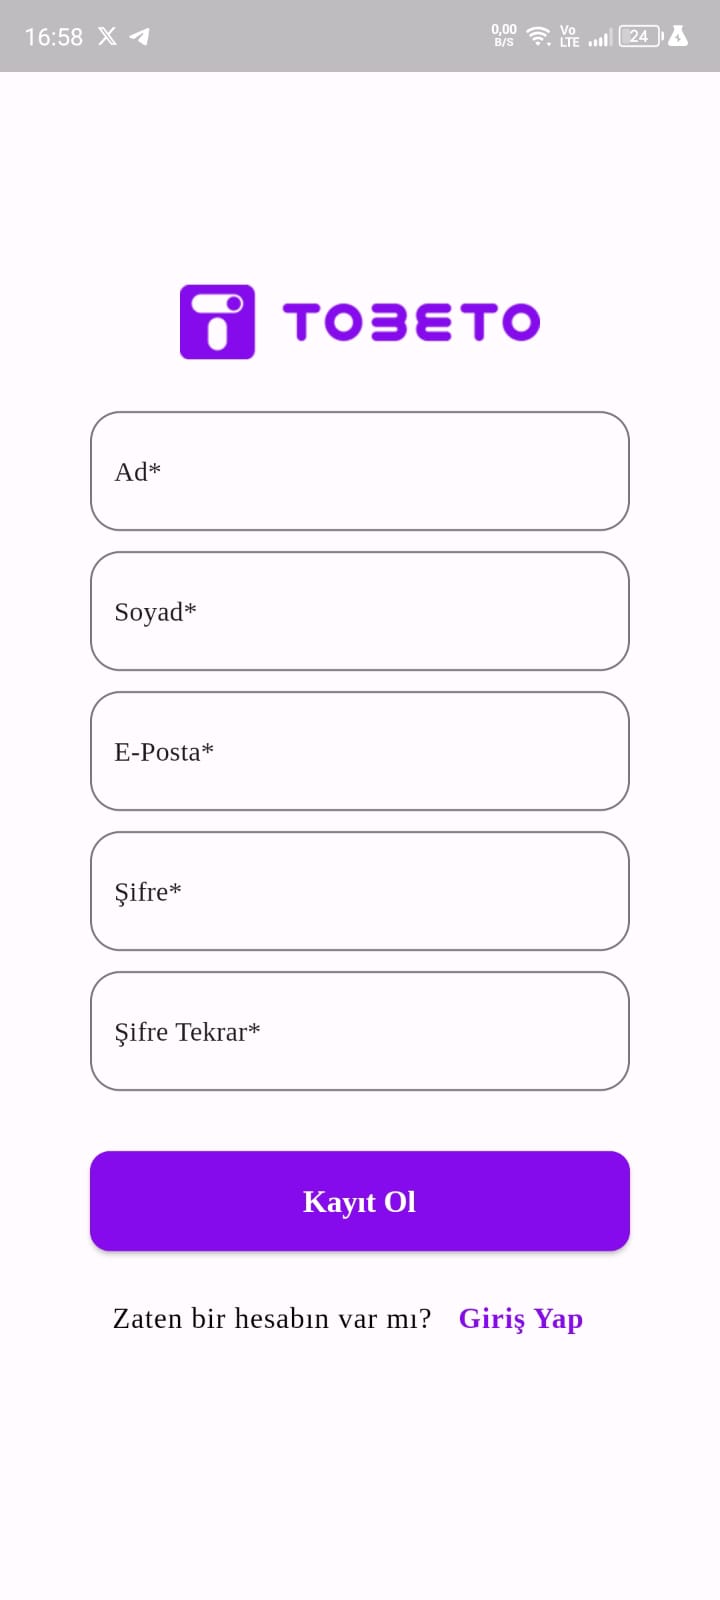 16:58
0,00
B/S
Vo
LTE
24
TOBETO
Ad*
Soyad*
E-Posta*
Şifre*
Şifre Tekrar*
Kayıt Ol
Zaten bir hesabın var mı? Giriş Yap